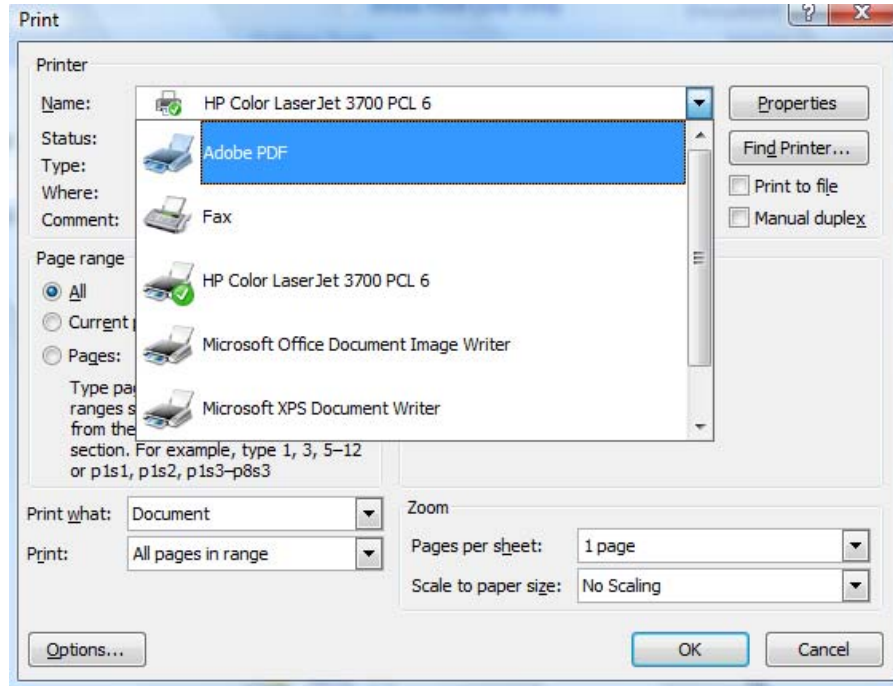 Print
Printer
Name: HP Color LaserJet 3700 PCL 6 Properties
Status: Adobe PDF Find Printer...
Type:
Where: Print to file
Comment: Fax Manual duplex
Page range
All HP Color LaserJet 3700 PCL 6
Current
Pages: Microsoft Office Document Image Writer
Type
ranges Microsoft XPS Document Writer
from the
section. For example, type 1, 3, 5–12
or p1s1, p1s2, p1s3–p8s3
Print what: Document Zoom
Print: All pages in range Pages per sheet: 1 page
Scale to paper size: No Scaling
Options... OK Cancel